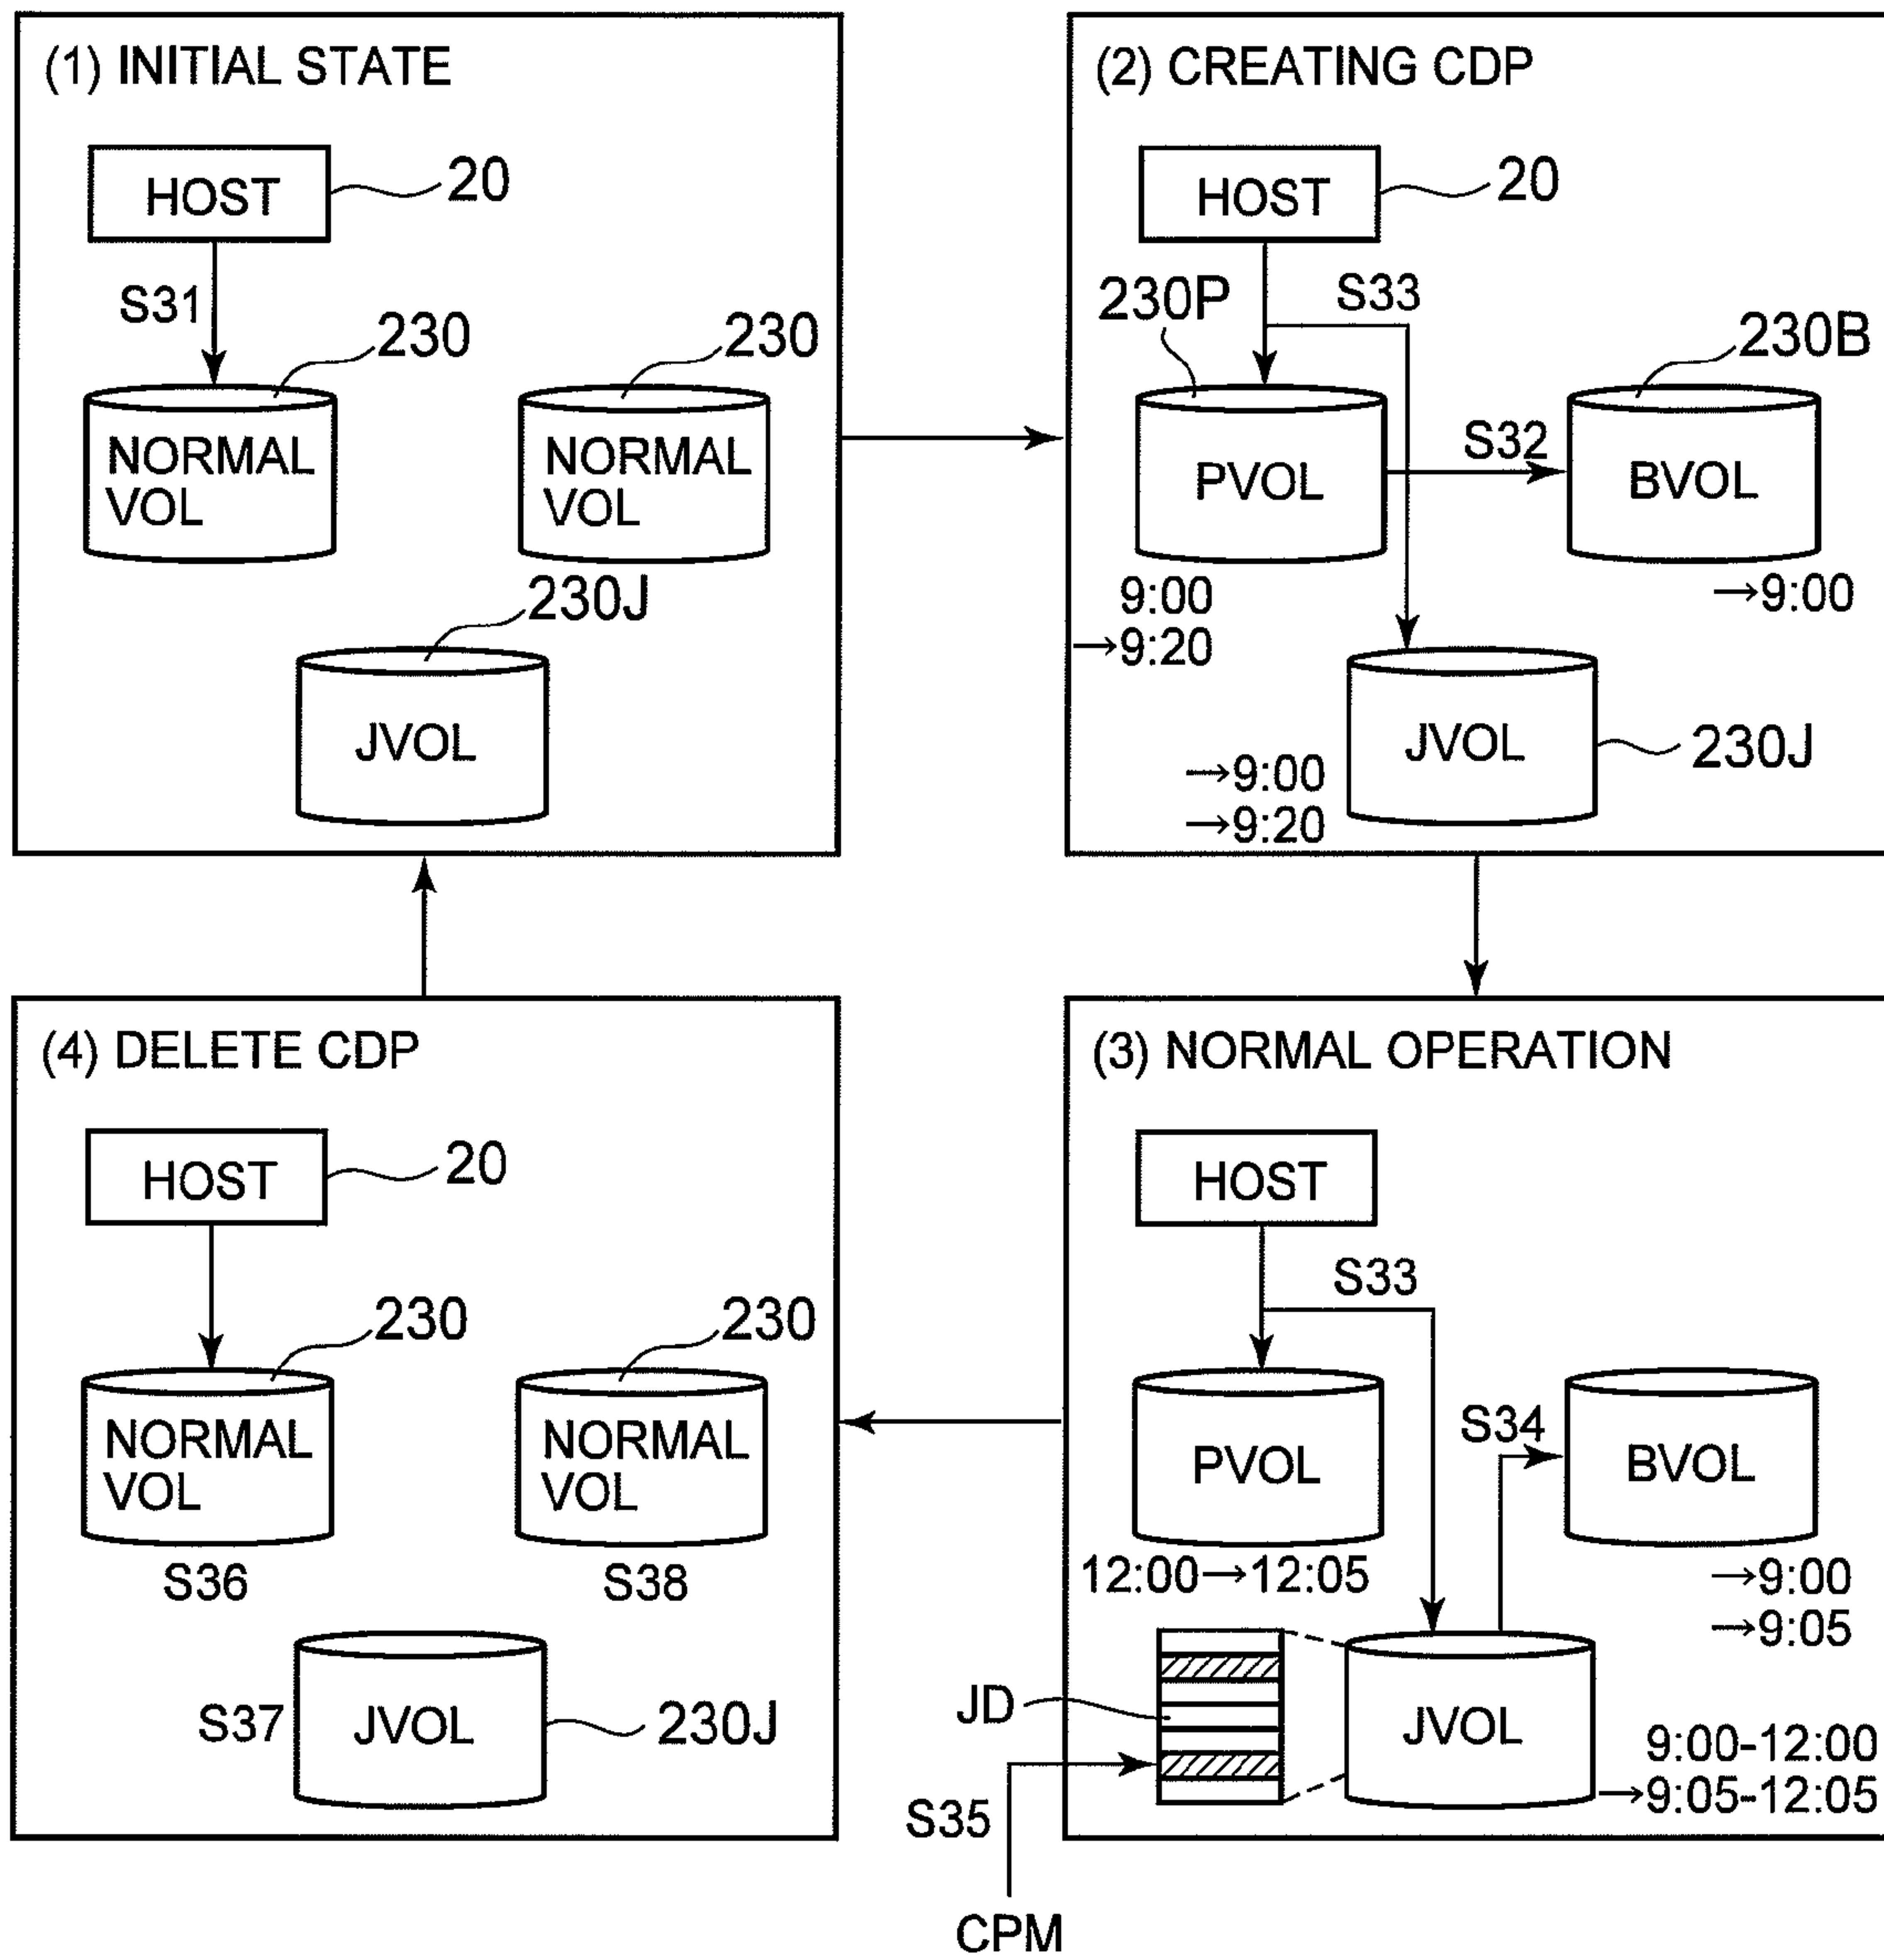 (1) INITIAL STATE
HOST
20
S31
230
230
NORMAL
VOL
NORMAL
VOL
230J
JVOL
(2) CREATING CDP
HOST
20
230P
S33
230B
PVOL
S32
BVOL
9:00
→9:20
→9:00
JVOL
230J
→9:00
→9:20
(4) DELETE CDP
HOST
20
230
230
NORMAL
VOL
NORMAL
VOL
S36
S38
S37
JVOL
230J
(3) NORMAL OPERATION
HOST
S33
PVOL
S34
BVOL
12:00→12:05
→9:00
→9:05
JD
JVOL
9:00-12:00
→9:05-12:05
S35
CPM